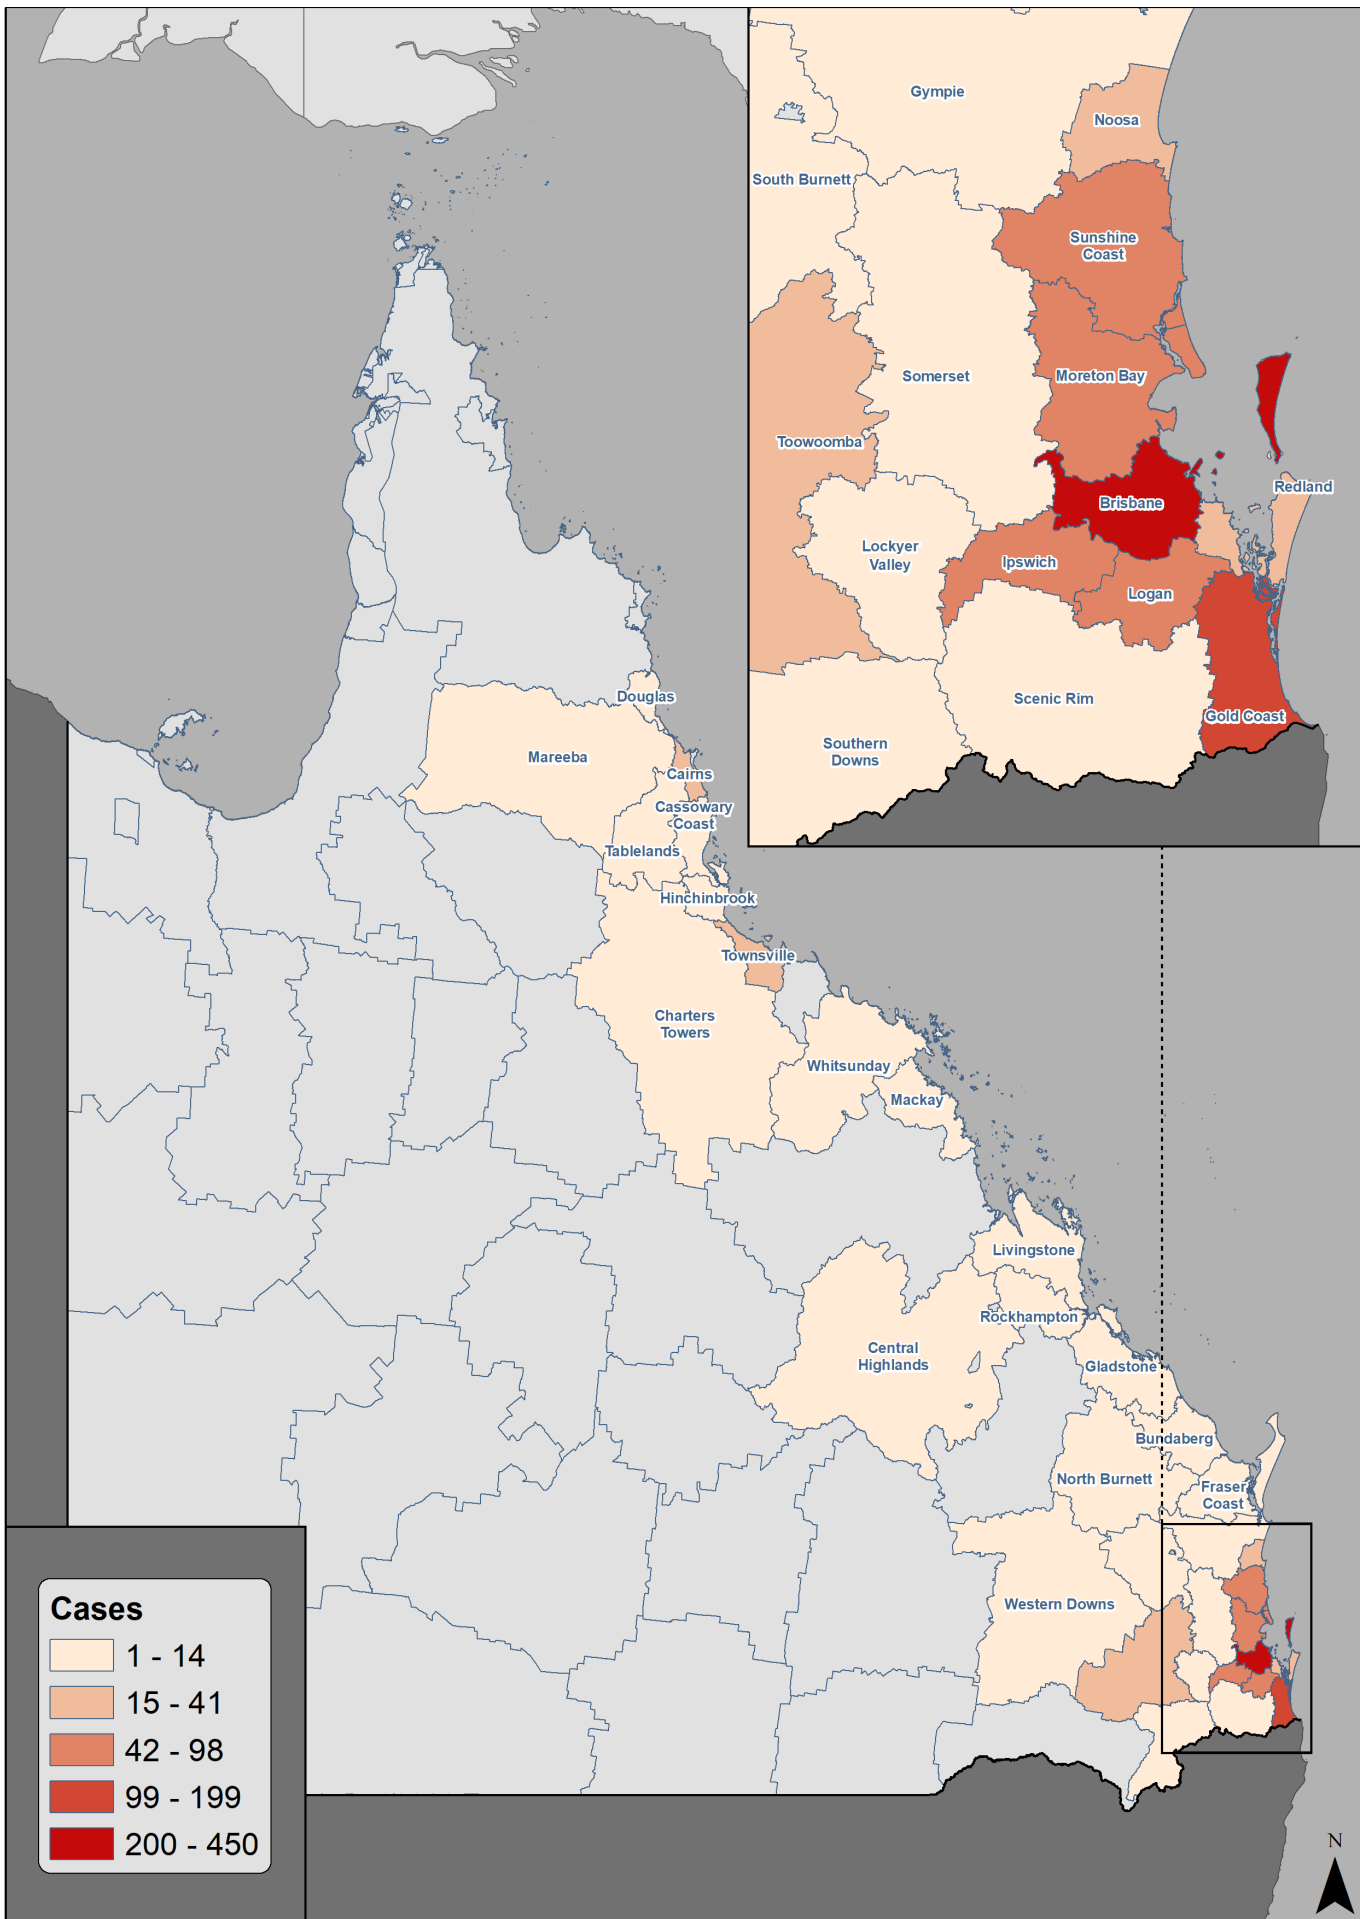 Gympie
Noosa
South Burnett
Sunshine
Coast
Somerset
Moreton Bay
Toowoomba
Redland
Brisbane
Lockyer
Valley
Ipswich
Logan
Scenic Rim
Gold Coast
Southern
Downs
Douglas
Mareeba
Cairns
Cassowary
Coast
Tablelands
Hinchinbrook
Townsville
Charters
Towers
Whitsunday
Mackay
Livingstone
Rockhampton
Central
Highlands
Gladstone
Bundaberg
North Burnett
Fraser
Coast
Western Downs
Cases
1 - 14
15 - 41
42 - 98
99 - 199
200 - 450
N